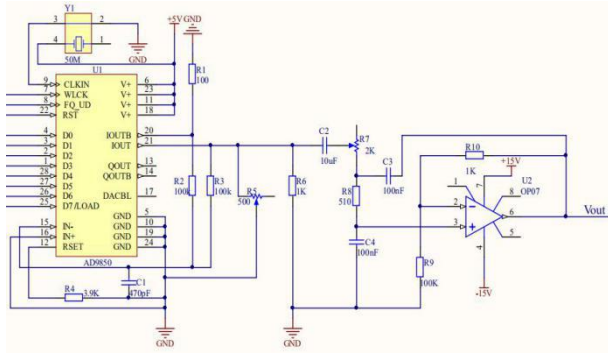 Y1
3 2
4 1
50M
+5V GND
GND
U1
9 CLKIN V+ 6
7 WLCK V+ 23
8 FQ_UD V+ 11
22 RST V+ 18
R1
100
4 D0 IOUTB 20
3 D1 IOUT 21
2 D2
1 D3 QOUT 13
28 D4 QOUTB 14
27 D5
26 D6 DACBL 17
25 D7/LOAD
GND 5
15 IN- GND 10
16 IN+ GND 19
12 RSET GND 24
AD9850
R2
100k
R3
100k
R5
500
R6
1K
C2
10uF
R7
2K
R8
510
C3
100nF
C4
100nF
R10
1K
+15V
U2
OP07
1 7 8
2 6
3 5
4
Vout
R9
100K
-15V
C1
470pF
R4 3.9K
GND
GND